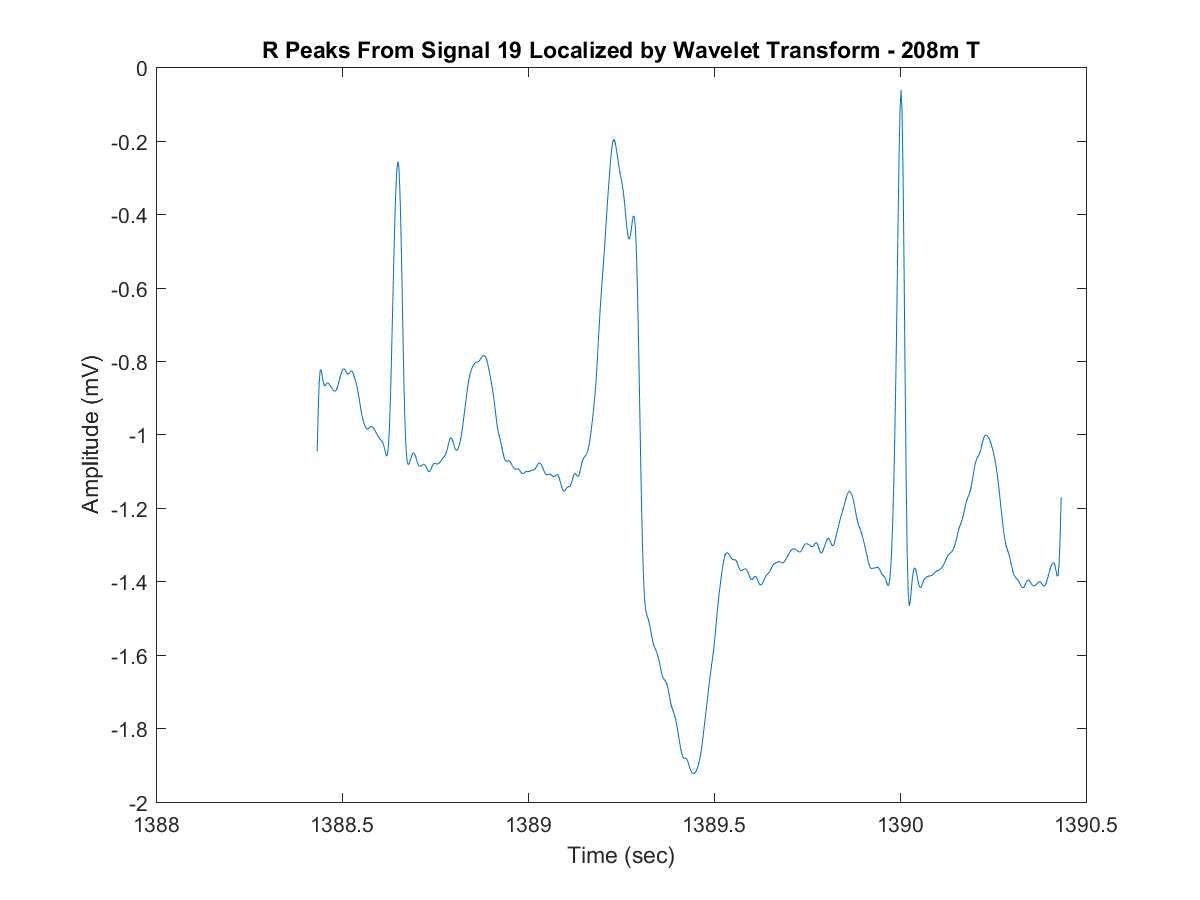 R Peaks From Signal 19 Localized by Wavelet Transform - 208m T
0
-0.2
-0.4
-0.6
-0.8
-1
-1.2
-1.4
-1.6
-1.8
-2
Amplitude (mV)
1388 1388.5 1389 1389.5 1390 1390.5
Time (sec)